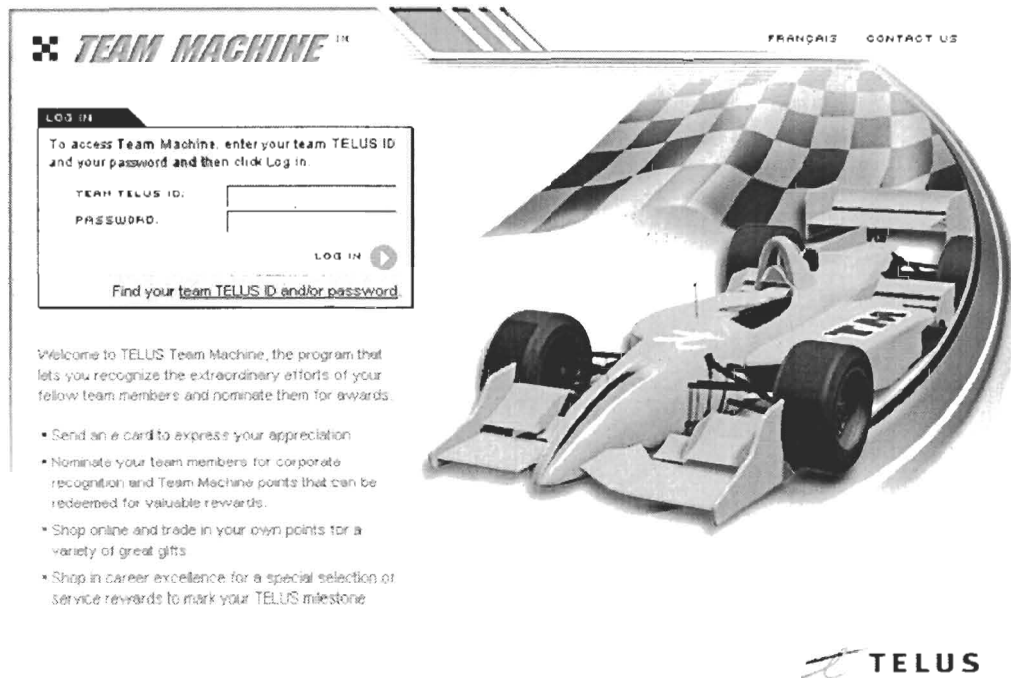 TEAM MACHINE™
FRANÇAIS CONTACT US
LOG IN
To access Team Machine, enter your team TELUS ID
and your password and then click Log in.
TEAM TELUS ID:
PASSWORD:
LOG IN
Find your team TELUS ID and/or password.
Welcome to TELUS Team Machine, the program that
lets you recognize the extraordinary efforts of your
fellow team members and nominate them for awards.
• Send an e card to express your appreciation
• Nominate your team members for corporate
recognition and Team Machine points that can be
redeemed for valuable rewards.
• Shop online and trade in your own points for a
variety of great gifts
• Shop in career excellence for a special selection of
service rewards to mark your TELUS milestone
TM
TELUS